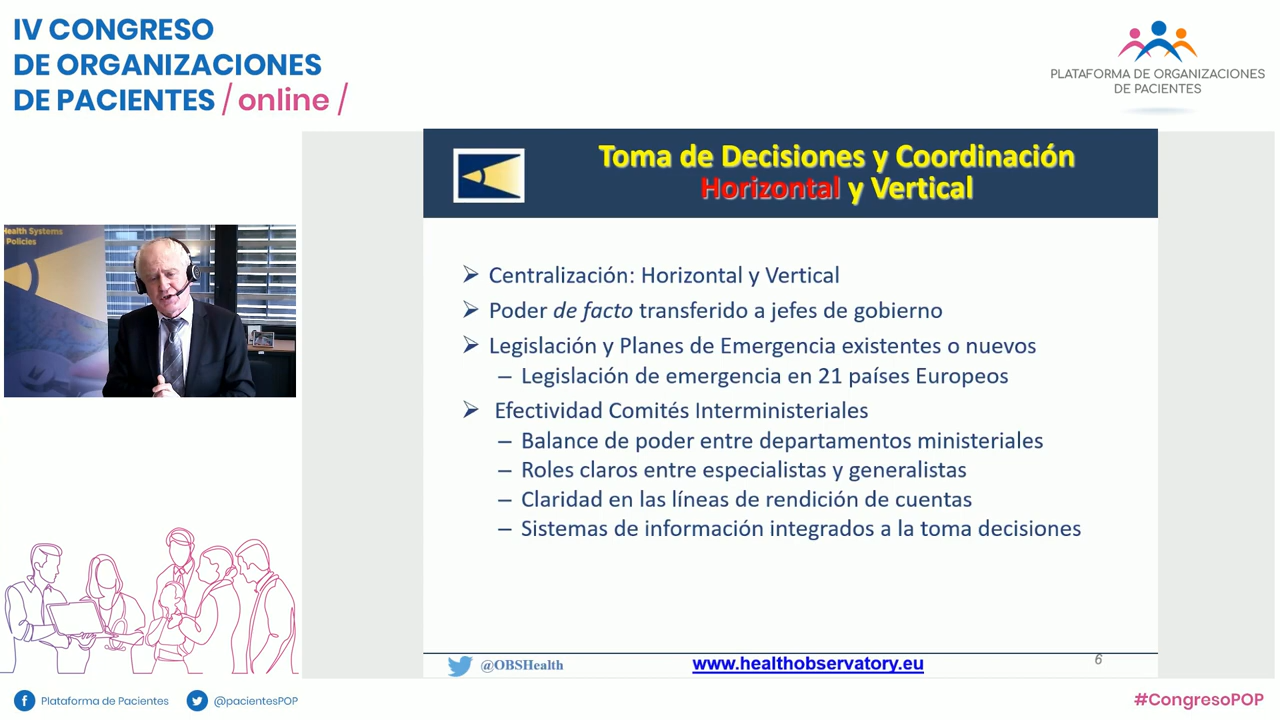 IV CONGRESO
DE ORGANIZACIONES
DE PACIENTES / online /
PLATAFORMA DE ORGANIZACIONES
DE PACIENTES
Toma de Decisiones y Coordinación
Horizontal y Vertical
Health Systems
Policies
➢ Centralización: Horizontal y Vertical
➢ Poder de facto transferido a jefes de gobierno
➢ Legislación y Planes de Emergencia existentes o nuevos
– Legislación de emergencia en 21 países Europeos
➢ Efectividad Comités Interministeriales
– Balance de poder entre departamentos ministeriales
– Roles claros entre especialistas y generalistas
– Claridad en las líneas de rendición de cuentas
– Sistemas de información integrados a la toma decisiones
@OBSHealth
www.healthobservatory.eu
6
Plataforma de Pacientes
@pacientesPOP
#CongresoPOP